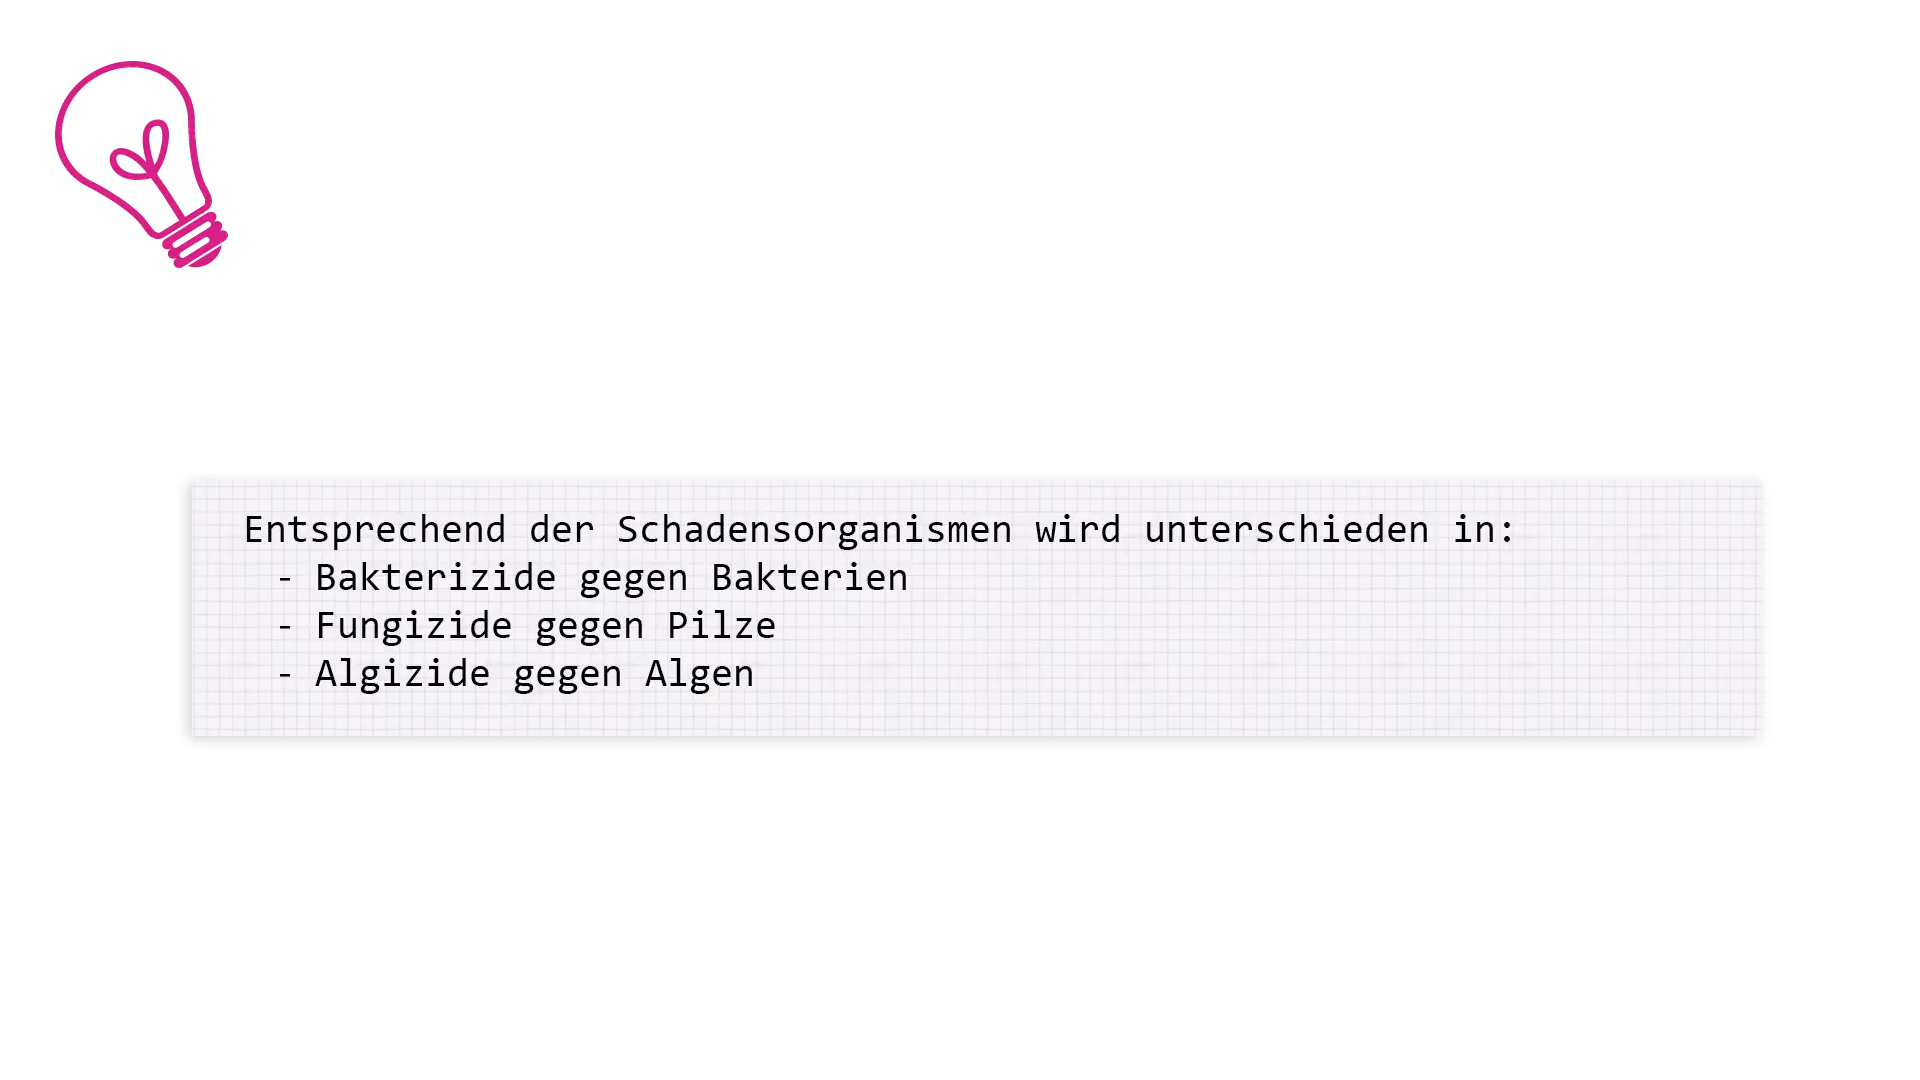 Entsprechend der Schadensorganismen wird unterschieden in:
- Bakterizide gegen Bakterien
- Fungizide gegen Pilze
- Algizide gegen Algen